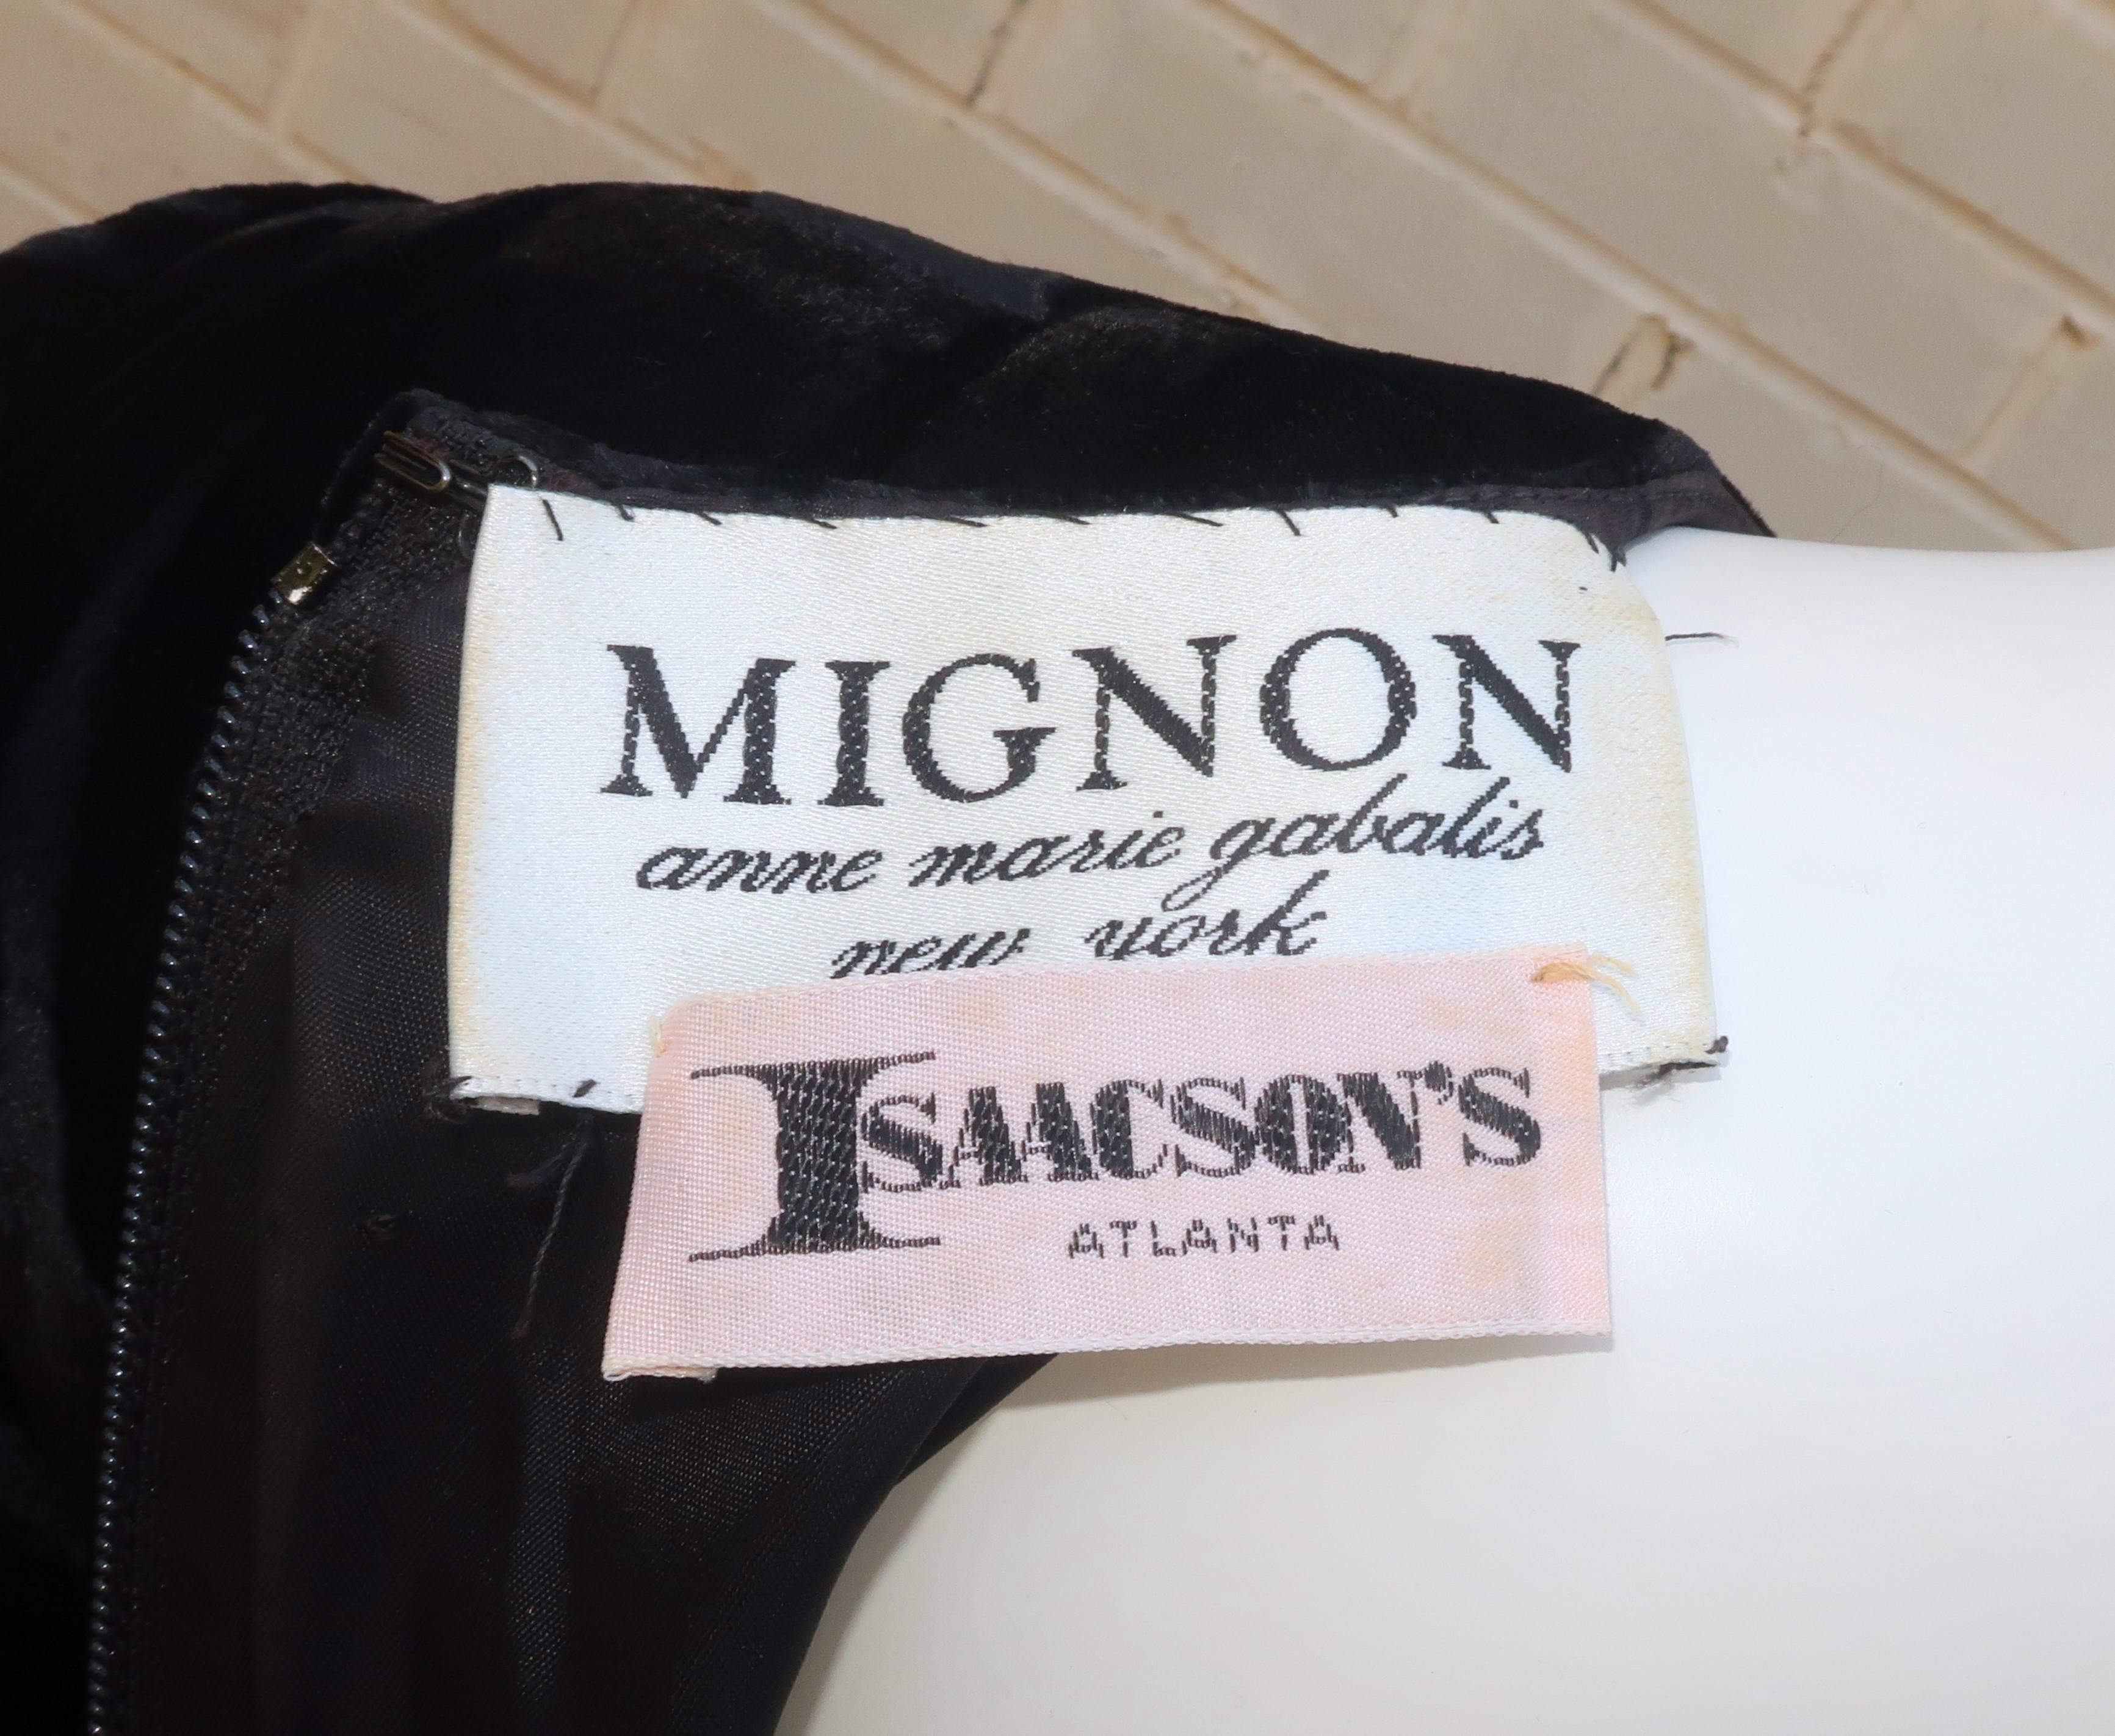 MIGNON
anne marie gabalis
new york
ISAACSON'S
ATLANTA